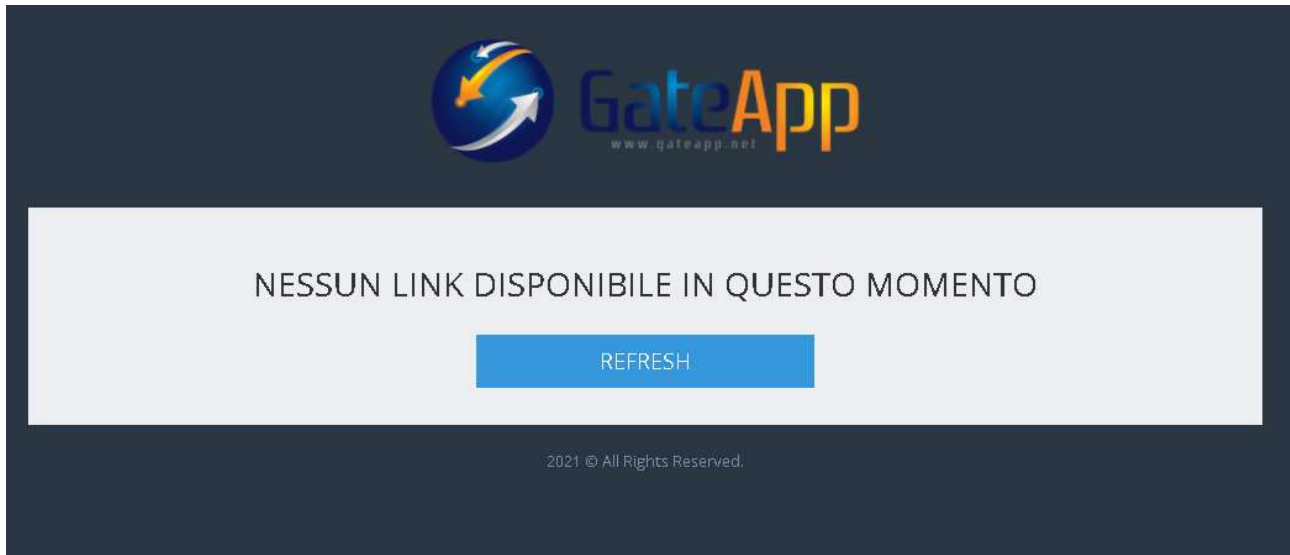 GateApp
www.gateapp.net
NESSUN LINK DISPONIBILE IN QUESTO MOMENTO
REFRESH
2021 © All Rights Reserved.